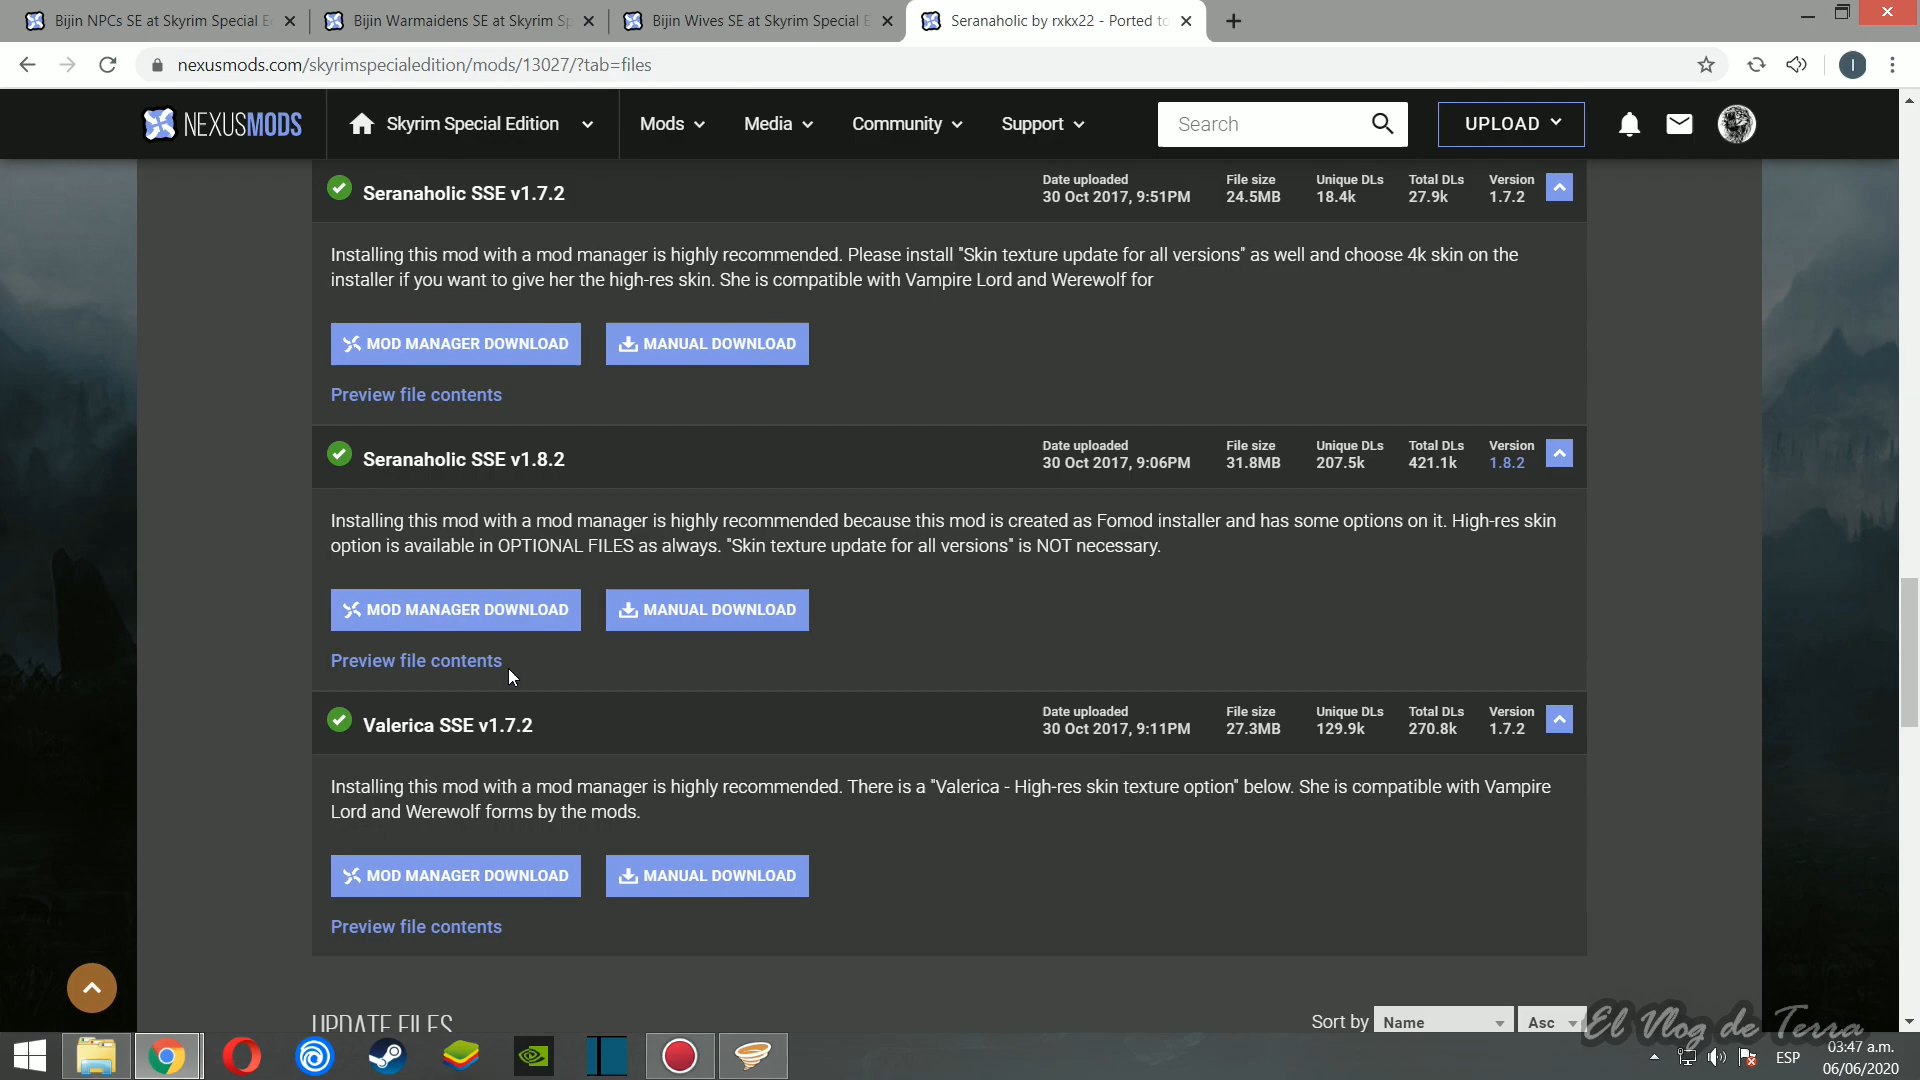 Bijin NPCs SE at Skyrim Special E
Bijin Warmaidens SE at Skyrim Sp
Bijin Wives SE at Skyrim Special E
Seranaholic by rxkx22 - Ported to
nexusmods.com/skyrimspecialedition/mods/13027/?tab=files
I
NEXUSMODS
Skyrim Special Edition
Mods
Media
Community
Support
Search
UPLOAD
Seranaholic SSE v1.7.2
Date uploaded
30 Oct 2017, 9:51PM
File size
24.5MB
Unique DLs
18.4k
Total DLs
27.9k
Version
1.7.2
Installing this mod with a mod manager is highly recommended. Please install "Skin texture update for all versions" as well and choose 4k skin on the
installer if you want to give her the high-res skin. She is compatible with Vampire Lord and Werewolf for
MOD MANAGER DOWNLOAD
MANUAL DOWNLOAD
Preview file contents
Seranaholic SSE v1.8.2
Date uploaded
30 Oct 2017, 9:06PM
File size
31.8MB
Unique DLs
207.5k
Total DLs
421.1k
Version
1.8.2
Installing this mod with a mod manager is highly recommended because this mod is created as Fomod installer and has some options on it. High-res skin
option is available in OPTIONAL FILES as always. "Skin texture update for all versions" is NOT necessary.
MOD MANAGER DOWNLOAD
MANUAL DOWNLOAD
Preview file contents
Valerica SSE v1.7.2
Date uploaded
30 Oct 2017, 9:11PM
File size
27.3MB
Unique DLs
129.9k
Total DLs
270.8k
Version
1.7.2
Installing this mod with a mod manager is highly recommended. There is a "Valerica - High-res skin texture option" below. She is compatible with Vampire
Lord and Werewolf forms by the mods.
MOD MANAGER DOWNLOAD
MANUAL DOWNLOAD
Preview file contents
UPDATE FILES
Sort by
Name
Asc
El Vlog de Terra
ESP
03:47 a.m.
06/06/2020